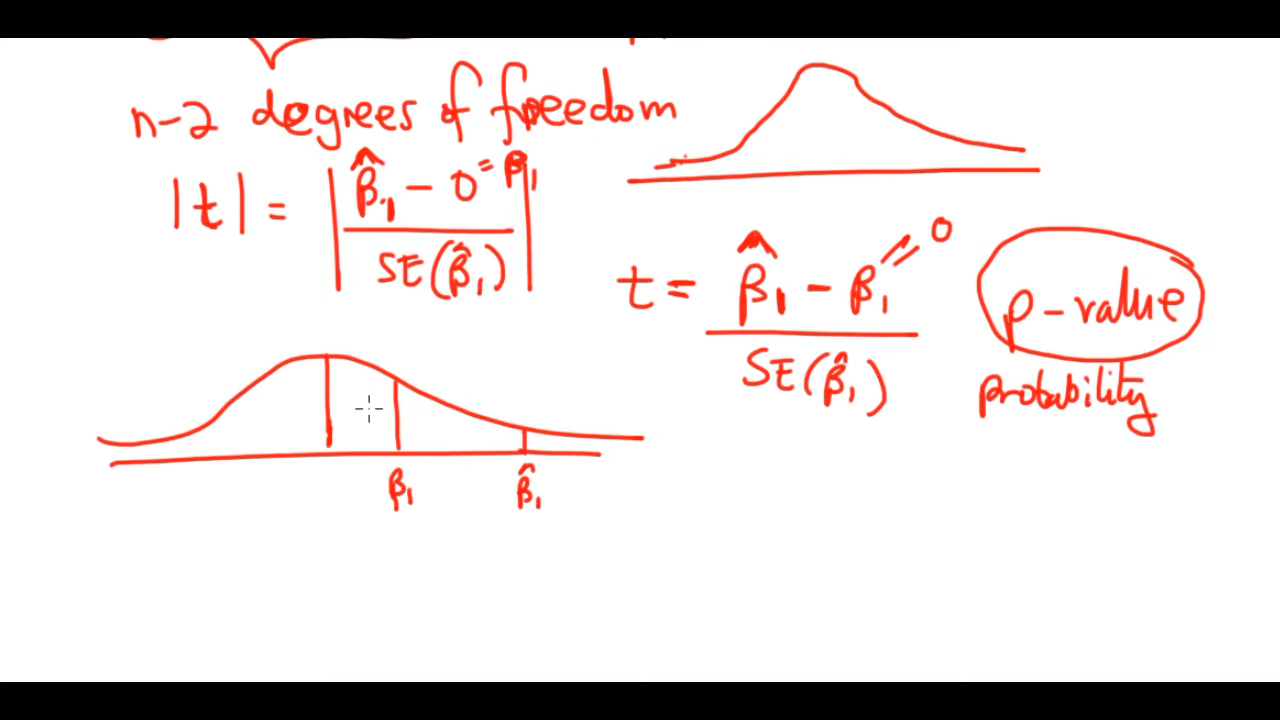 n-2 degrees of freedom
|t| = | (β̂₁ - 0 = β₁) / SE(β̂₁) |
t = (β̂₁ - β₁ = 0) / SE(β̂₁)
p-value
probability
β₁
β̂₁